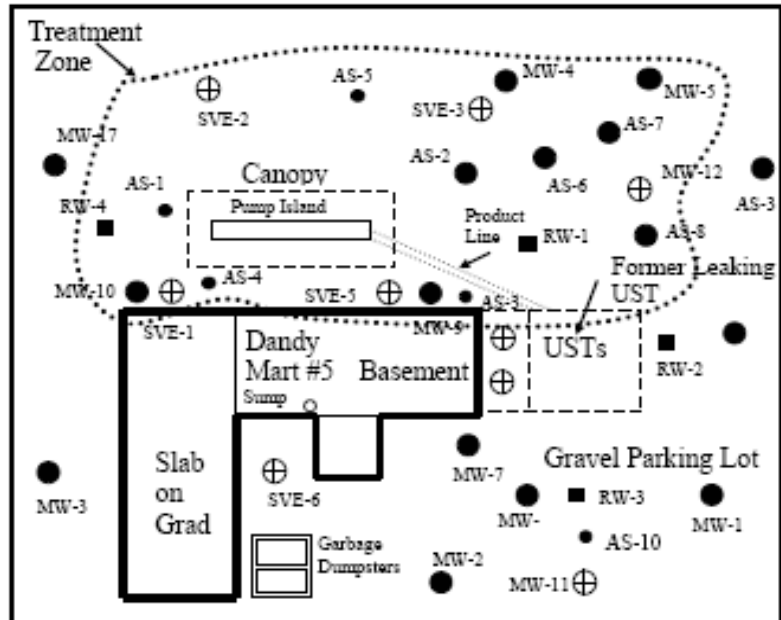 Treatment
Zone
AS-5
MW-4
MW-5
SVE-2
SVE-3
AS-7
MW-17
AS-2
Canopy
AS-6
MW-12
AS-3
AS-1
RW-4
Pump Island
Product
Line
RW-1
AS-8
AS-4
Former Leaking
UST
MW-10
SVE-5
AS-3
SVE-1
MW-9
Dandy
Mart #5
Basement
USTs
RW-2
Sump
Slab
on
Grad
MW-3
SVE-6
MW-7
Gravel Parking Lot
MW-
RW-3
MW-1
AS-10
Garbage
Dumpsters
MW-2
MW-11